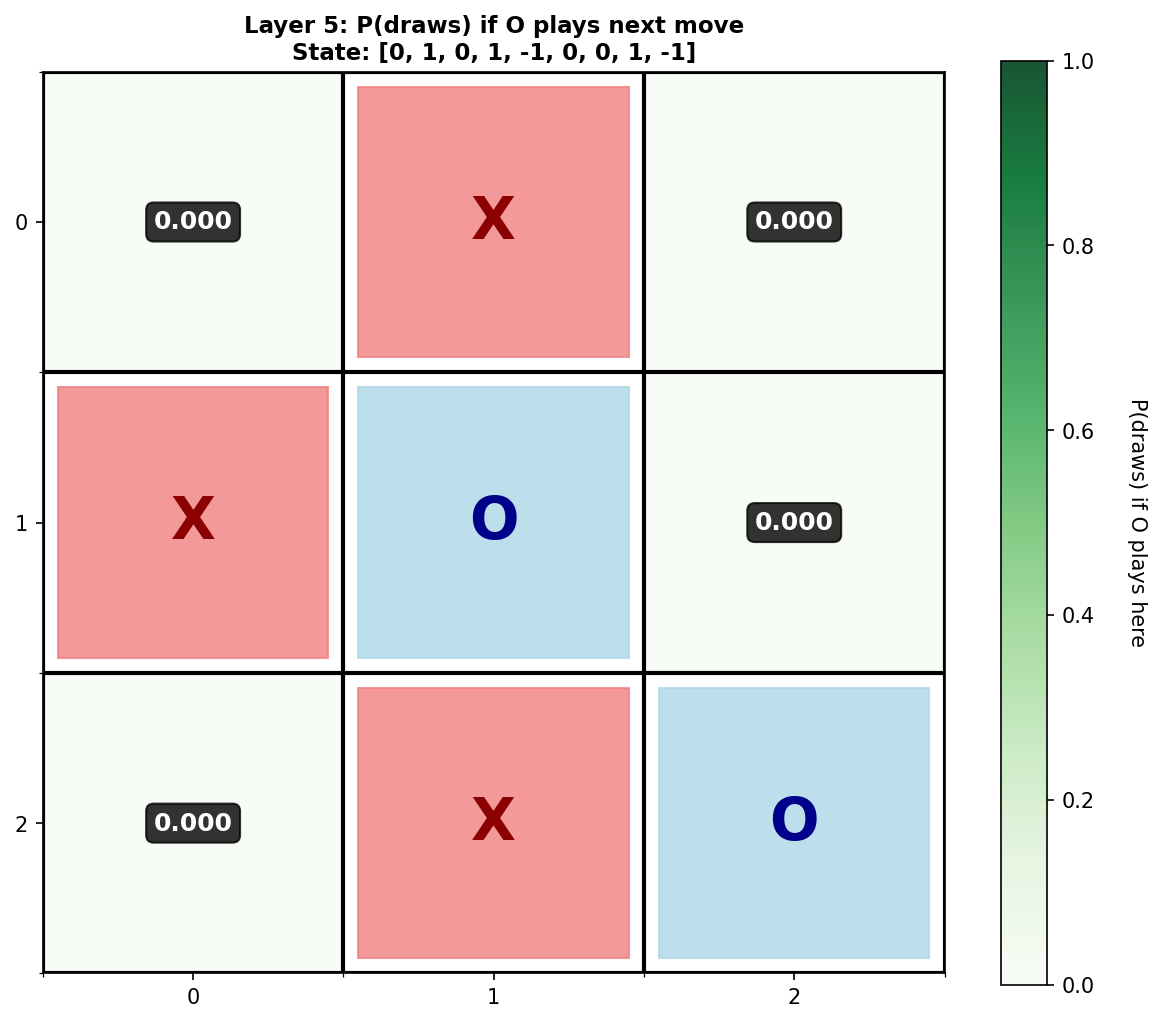 Layer 5: P(draws) if O plays next move
State: [0, 1, 0, 1, -1, 0, 0, 1, -1]
0.000 X 0.000
X O 0.000
0.000 X O
0
1
2
0 1 2
1.0
0.8
0.6
0.4
0.2
0.0
P(draws) if O plays here